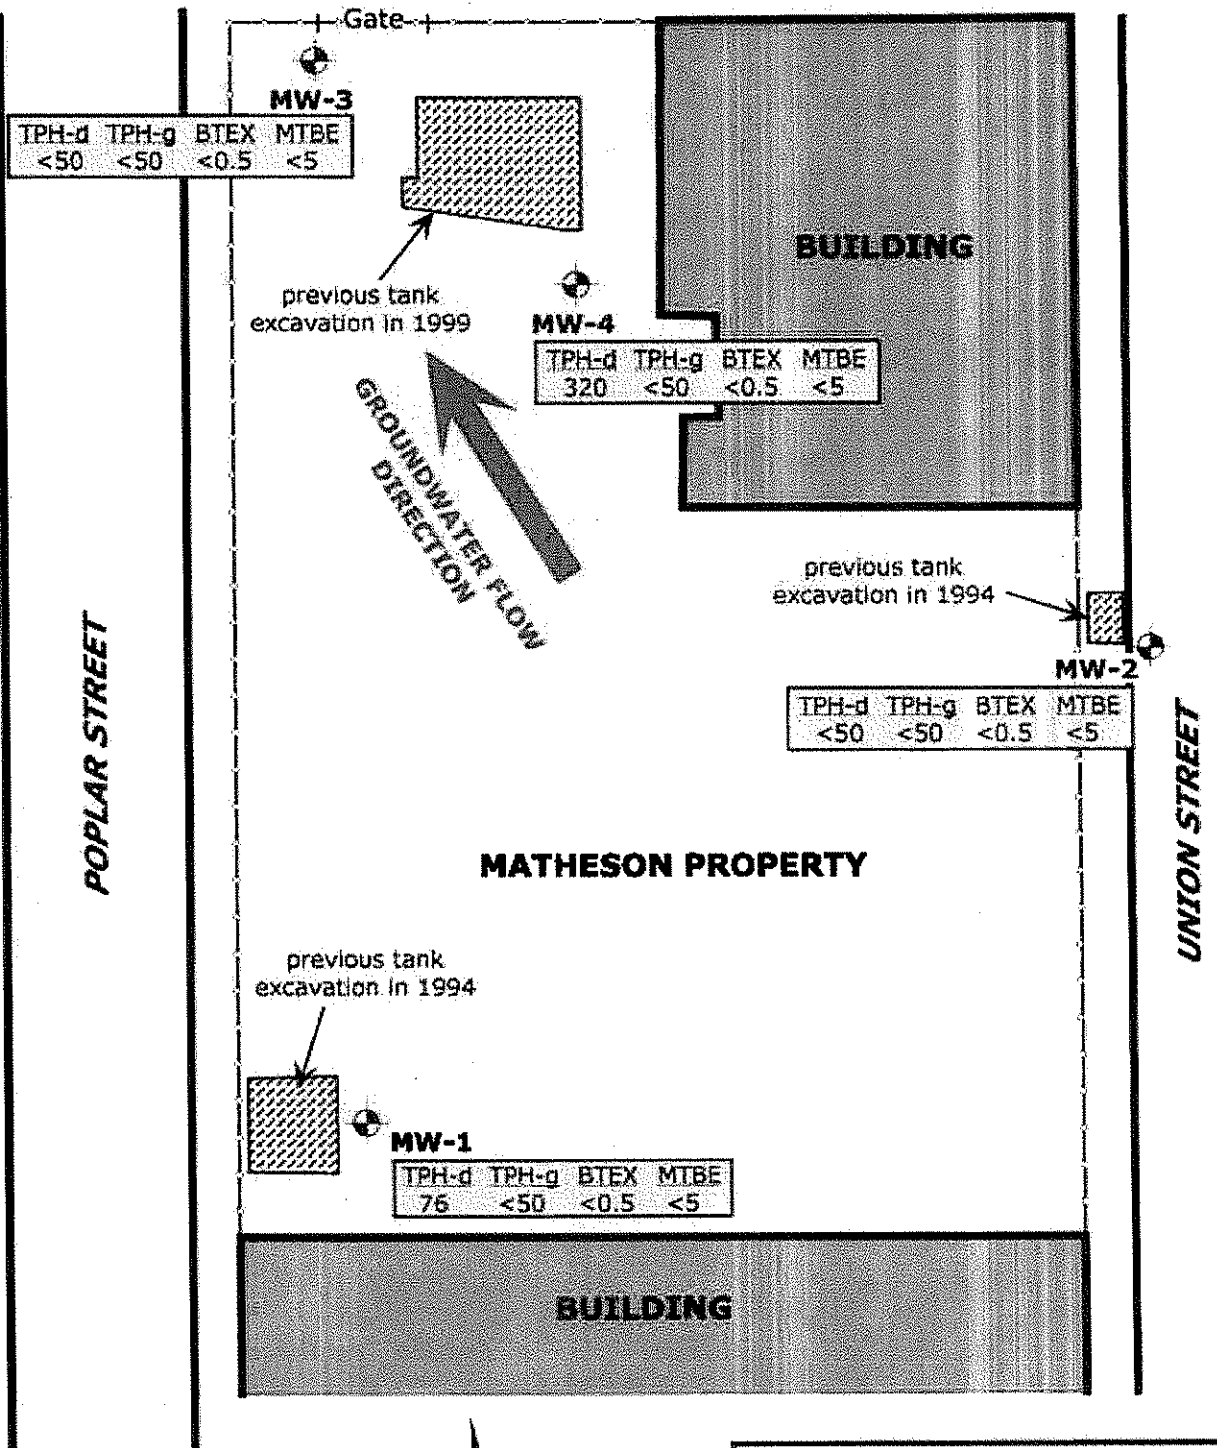 Gate
MW-3
TPH-d TPH-g BTEX MTBE
<50 <50 <0.5 <5
BUILDING
previous tank
excavation in 1999
MW-4
TPH-d TPH-g BTEX MTBE
320 <50 <0.5 <5
GROUNDWATER FLOW
DIRECTION
previous tank
excavation in 1994
MW-2
TPH-d TPH-g BTEX MTBE
<50 <50 <0.5 <5
POPLAR STREET
UNION STREET
MATHESON PROPERTY
previous tank
excavation in 1994
MW-1
TPH-d TPH-g BTEX MTBE
76 <50 <0.5 <5
BUILDING